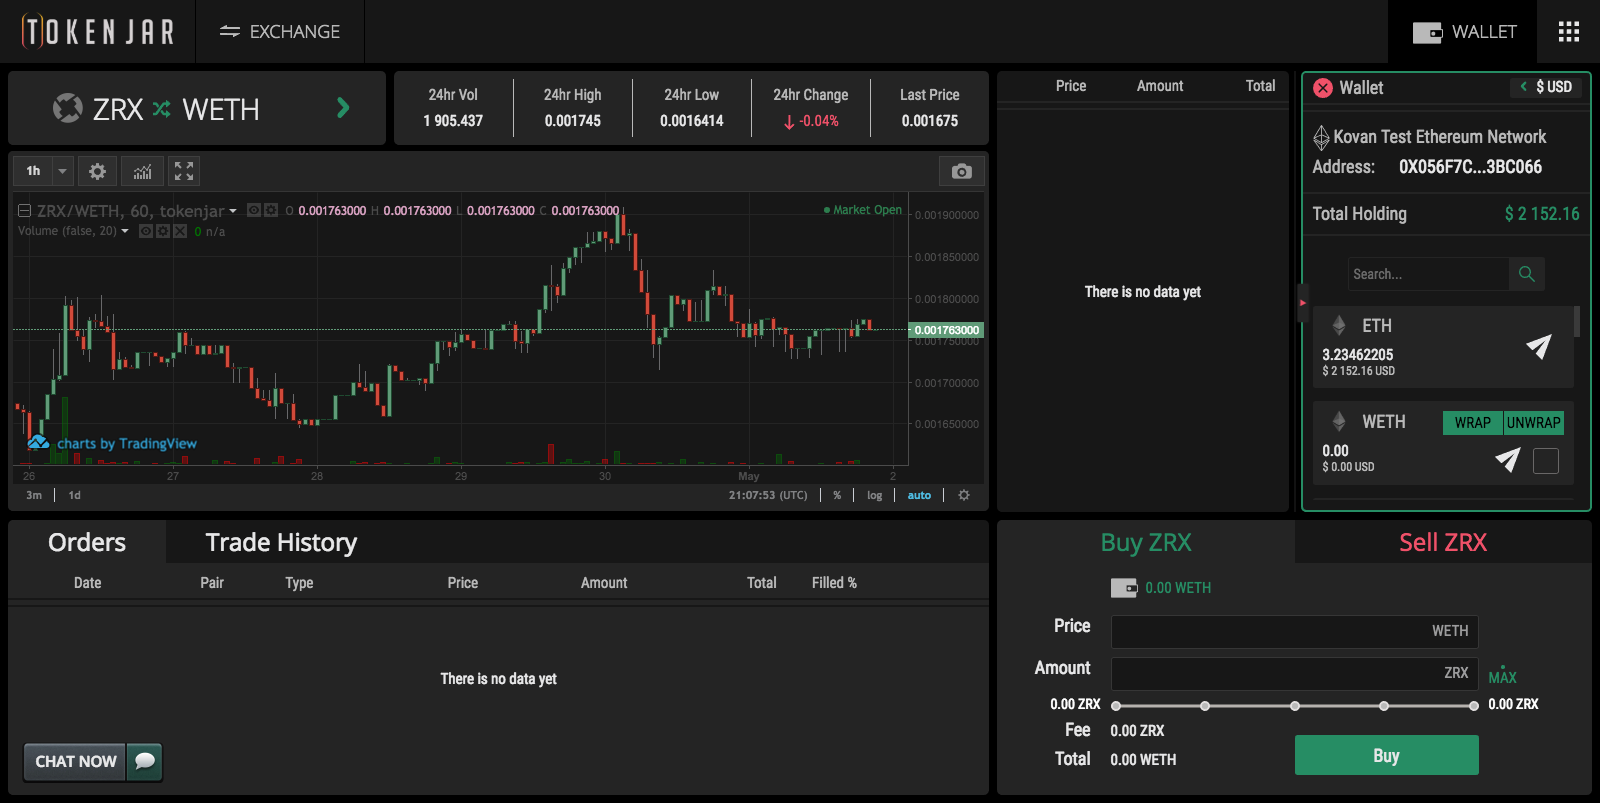 TOKENJAR
EXCHANGE
WALLET
ZRX WETH
24hr Vol
1 905.437
24hr High
0.001745
24hr Low
0.0016414
24hr Change
-0.04%
Last Price
0.001675
1h
ZRX/WETH, 60, tokenjar
O 0.001763000 H 0.001763000 L 0.001763000 C 0.001763000
Market Open
Volume (false, 20)
0 n/a
0.001900000
0.001850000
0.001800000
0.001763000
0.001750000
0.001700000
0.001650000
charts by TradingView
26 27 28 29 30 May 2
3m 1d
21:07:53 (UTC) % log auto
Price Amount Total
There is no data yet
Wallet
$ USD
Kovan Test Ethereum Network
Address: 0X056F7C...3BC066
Total Holding $ 2 152.16
Search...
ETH
3.23462205
$ 2 152.16 USD
WETH
WRAP UNWRAP
0.00
$ 0.00 USD
Orders Trade History
Date Pair Type Price Amount Total Filled %
There is no data yet
CHAT NOW
Buy ZRX Sell ZRX
0.00 WETH
Price WETH
Amount ZRX
MAX
0.00 ZRX 0.00 ZRX
Fee 0.00 ZRX
Total 0.00 WETH
Buy